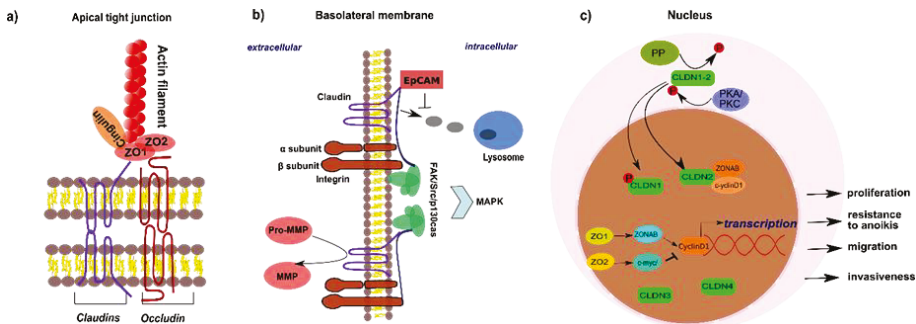 a)
Apical tight junction
Actin filament
Cingulin
ZO2
ZO1
Claudins
Occludin
b)
Basolateral membrane
extracellular
intracellular
EpCAM
Claudin
Lysosome
α subunit
β subunit
Integrin
FAK/Src/p130cas
MAPK
Pro-MMP
MMP
c)
Nucleus
PP
P
CLDN1-2
P
PKA/
PKC
P
CLDN1
CLDN2
ZONAB
c-yclinD1
proliferation
resistance
to anoikis
migration
invasiveness
transcription
ZO1
ZONAB
CyclinD1
ZO2
c-myc/
CLDN3
CLDN4